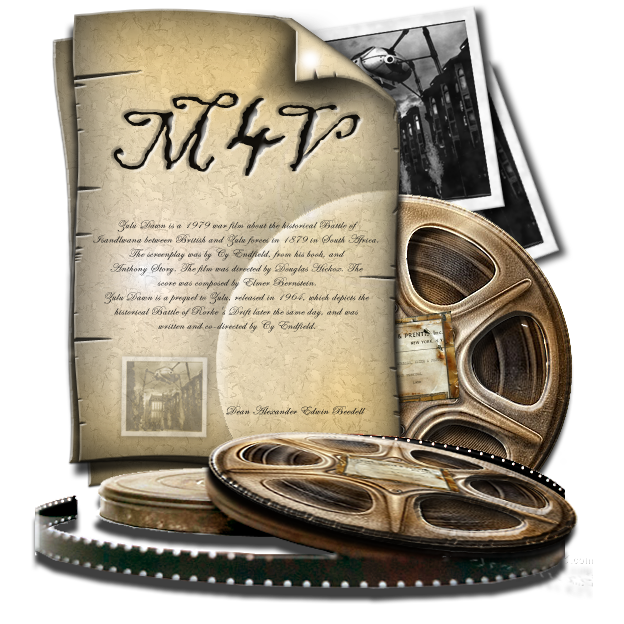 M4V
Zulu Dawn is a 1979 war film about the historical Battle of
Isandlwana between British and Zulu forces in 1879 in South Africa.
The screenplay was by Cy Endfield, from his book, and
Anthony Story. The film was directed by Douglas Hickox. The
score was composed by Elmer Bernstein.
Zulu Dawn is a prequel to Zulu, released in 1964, which depicts the
historical Battle of Rorke's Drift later the same day, and was
written and co-directed by Cy Endfield.
Dean Alexander Edwin Beedell
NEW YORK, N.Y.
.com